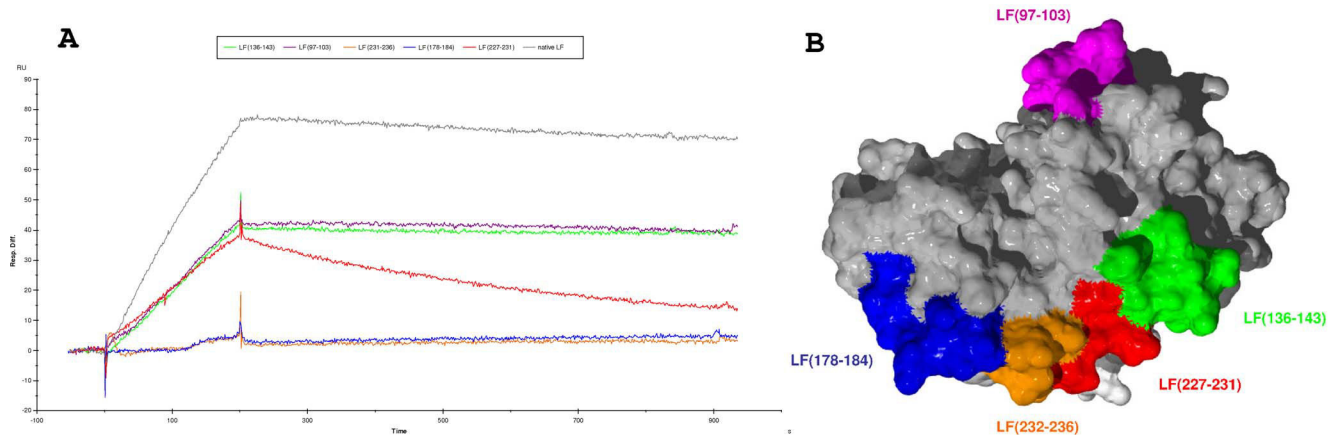 A
LF(136-143) LF(97-103) LF(231-236) LF(178-184) LF(227-231) native LF
RU
90
80
70
60
50
40
30
20
10
0
-10
-20
Resp. Diff.
-100 100 300 500 700 900
Time s
B
LF(97-103)
LF(136-143)
LF(178-184)
LF(227-231)
LF(232-236)